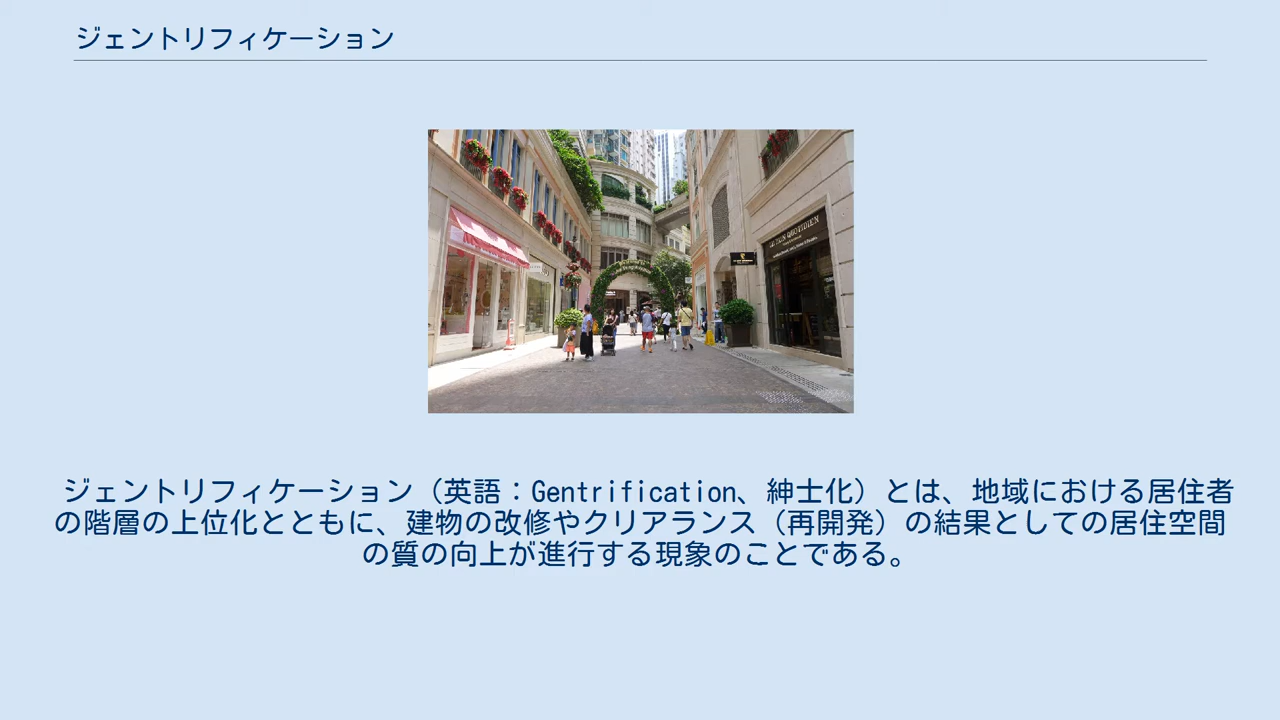 ジェントリフィケーション
LE PAIN QUOTIDIEN
ジェントリフィケーション（英語：Gentrification、紳士化）とは、地域における居住者
の階層の上位化とともに、建物の改修やクリアランス（再開発）の結果としての居住空間
の質の向上が進行する現象のことである。